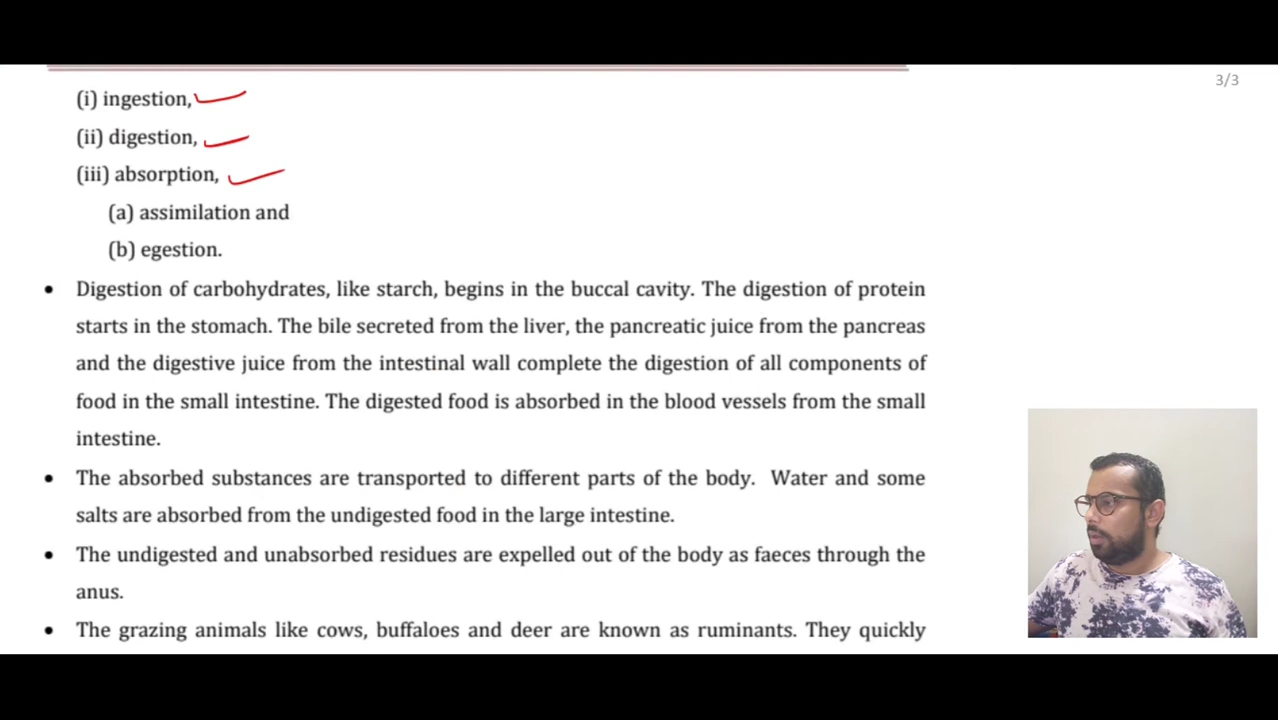 3/3
(i) ingestion,
(ii) digestion,
(iii) absorption,
(a) assimilation and
(b) egestion.
• Digestion of carbohydrates, like starch, begins in the buccal cavity. The digestion of protein
starts in the stomach. The bile secreted from the liver, the pancreatic juice from the pancreas
and the digestive juice from the intestinal wall complete the digestion of all components of
food in the small intestine. The digested food is absorbed in the blood vessels from the small
intestine.
• The absorbed substances are transported to different parts of the body. Water and some
salts are absorbed from the undigested food in the large intestine.
• The undigested and unabsorbed residues are expelled out of the body as faeces through the
anus.
• The grazing animals like cows, buffaloes and deer are known as ruminants. They quickly